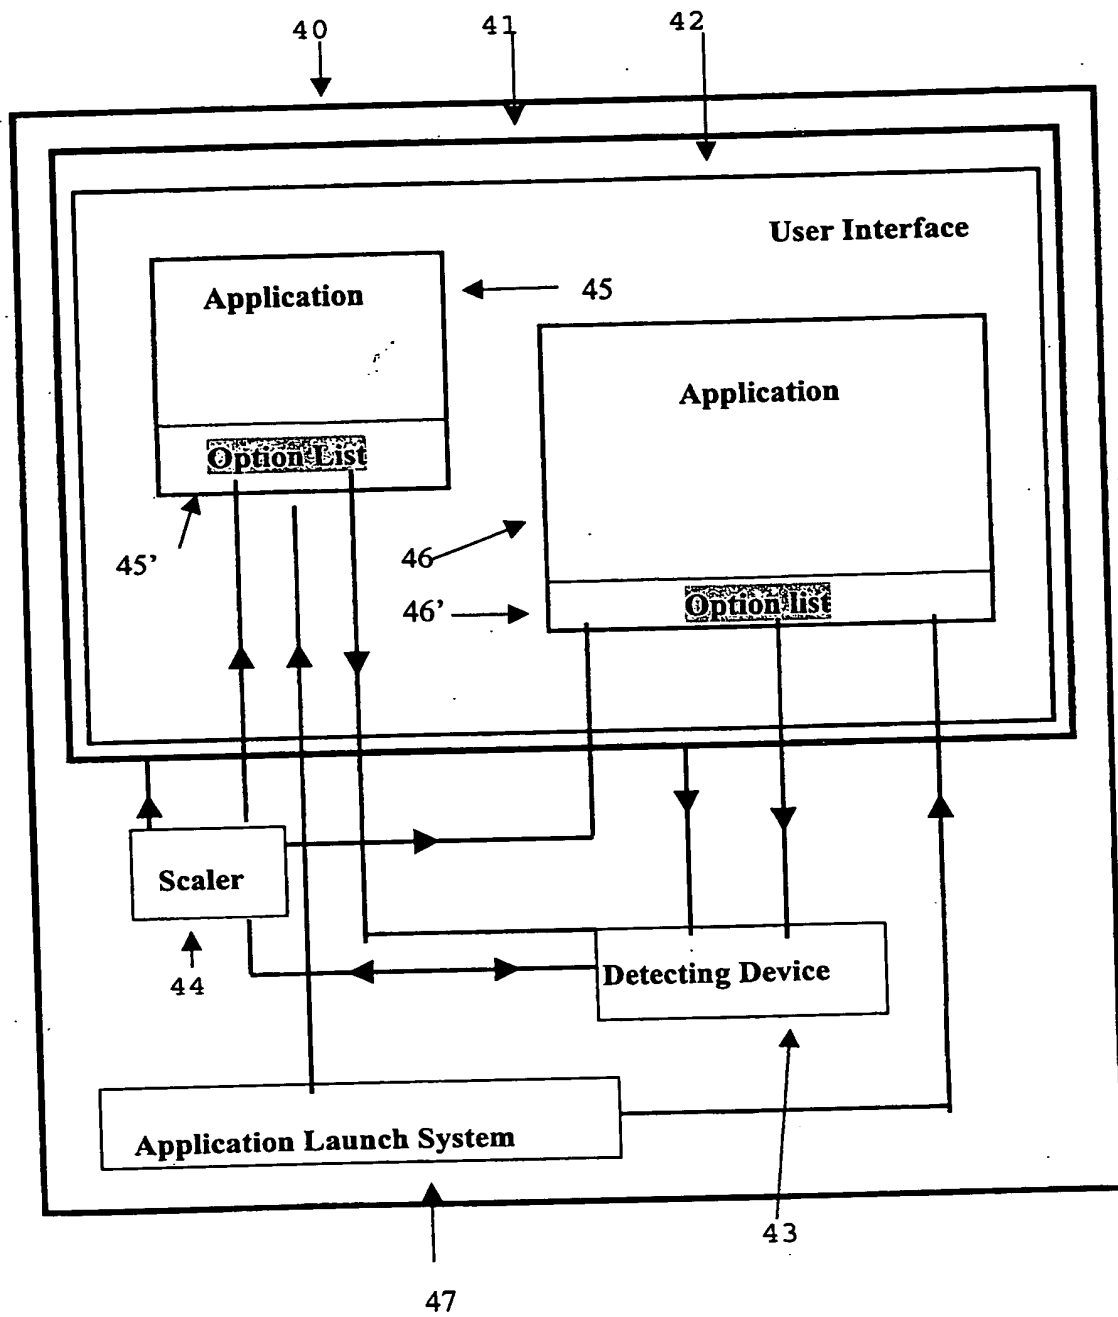 40
41
42
User Interface
Application
45
Application
Option List
45’
46
46’
Option list
Scaler
44
Detecting Device
Application Launch System
43
47